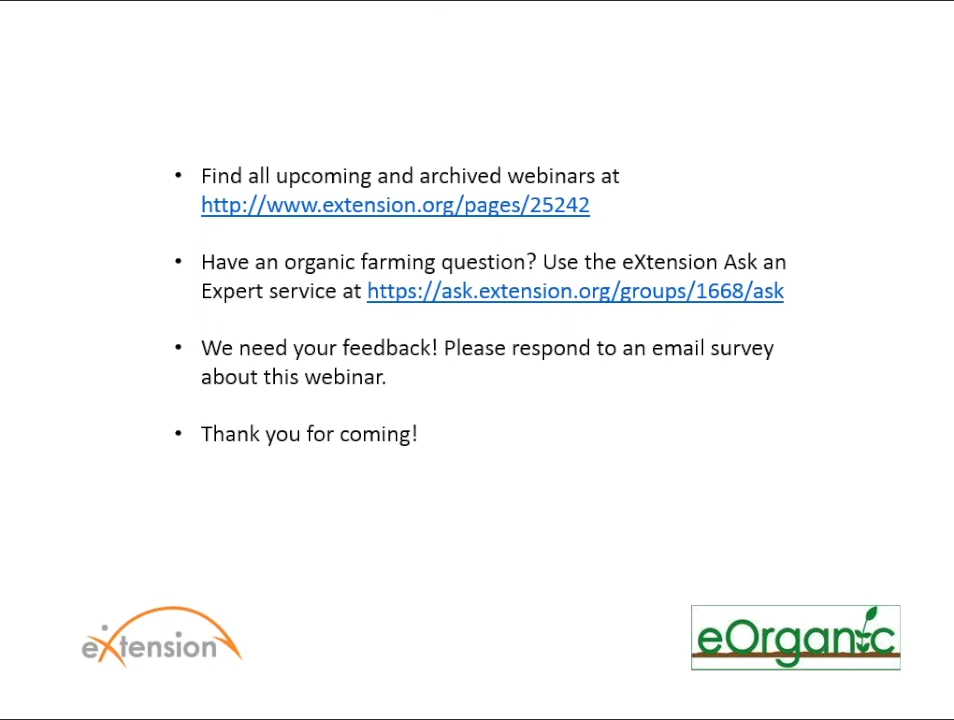 • Find all upcoming and archived webinars at
http://www.extension.org/pages/25242
• Have an organic farming question? Use the eXtension Ask an
Expert service at https://ask.extension.org/groups/1668/ask
• We need your feedback! Please respond to an email survey
about this webinar.
• Thank you for coming!
eXtension
eOrganic